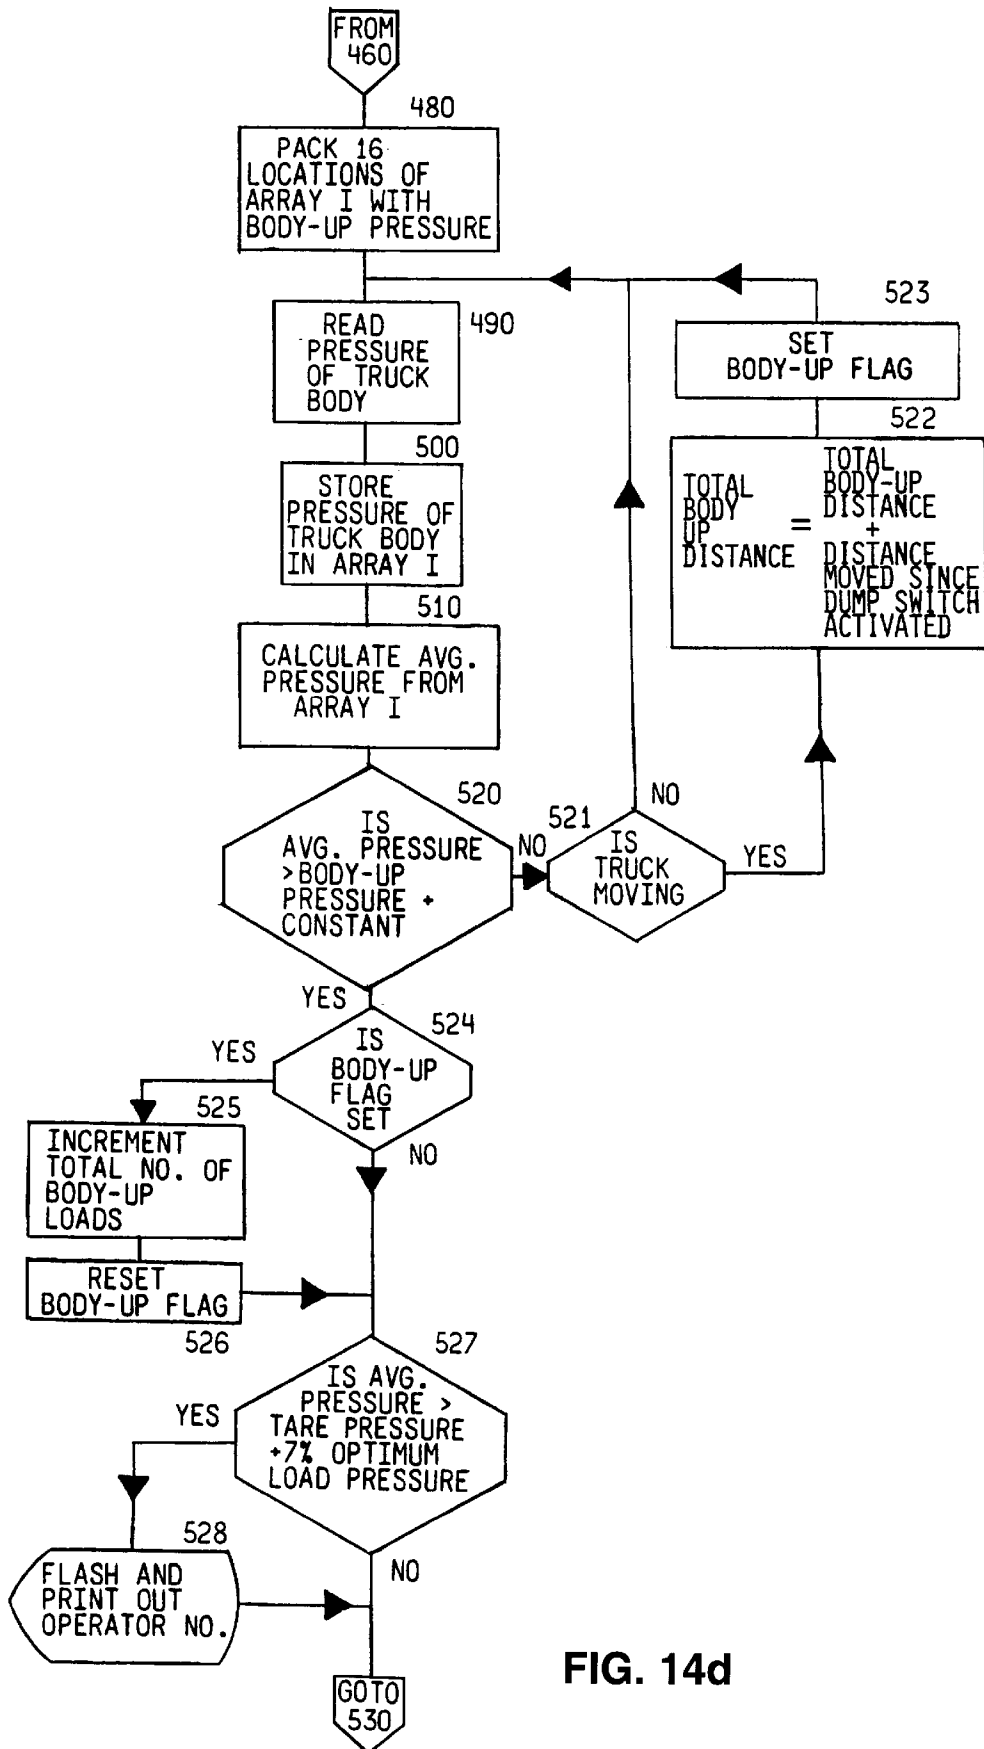 FROM
460
480
PACK 16
LOCATIONS OF
ARRAY I WITH
BODY-UP PRESSURE
490
READ
PRESSURE
OF TRUCK
BODY
500
STORE
PRESSURE OF
TRUCK BODY
IN ARRAY I
510
CALCULATE AVG.
PRESSURE FROM
ARRAY I
520
IS
AVG. PRESSURE
>BODY-UP
PRESSURE +
CONSTANT
NO
521
IS
TRUCK
MOVING
NO
YES
522
TOTAL
BODY
UP
DISTANCE
=
TOTAL
BODY-UP
DISTANCE
+
DISTANCE
MOVED SINCE
DUMP SWITCH
ACTIVATED
523
SET
BODY-UP FLAG
YES
524
IS
BODY-UP
FLAG
SET
YES
NO
525
INCREMENT
TOTAL NO. OF
BODY-UP
LOADS
RESET
BODY-UP FLAG
526
527
IS AVG.
PRESSURE >
TARE PRESSURE
+7% OPTIMUM
LOAD PRESSURE
YES
NO
528
FLASH AND
PRINT OUT
OPERATOR NO.
GOTO
530
FIG. 14d